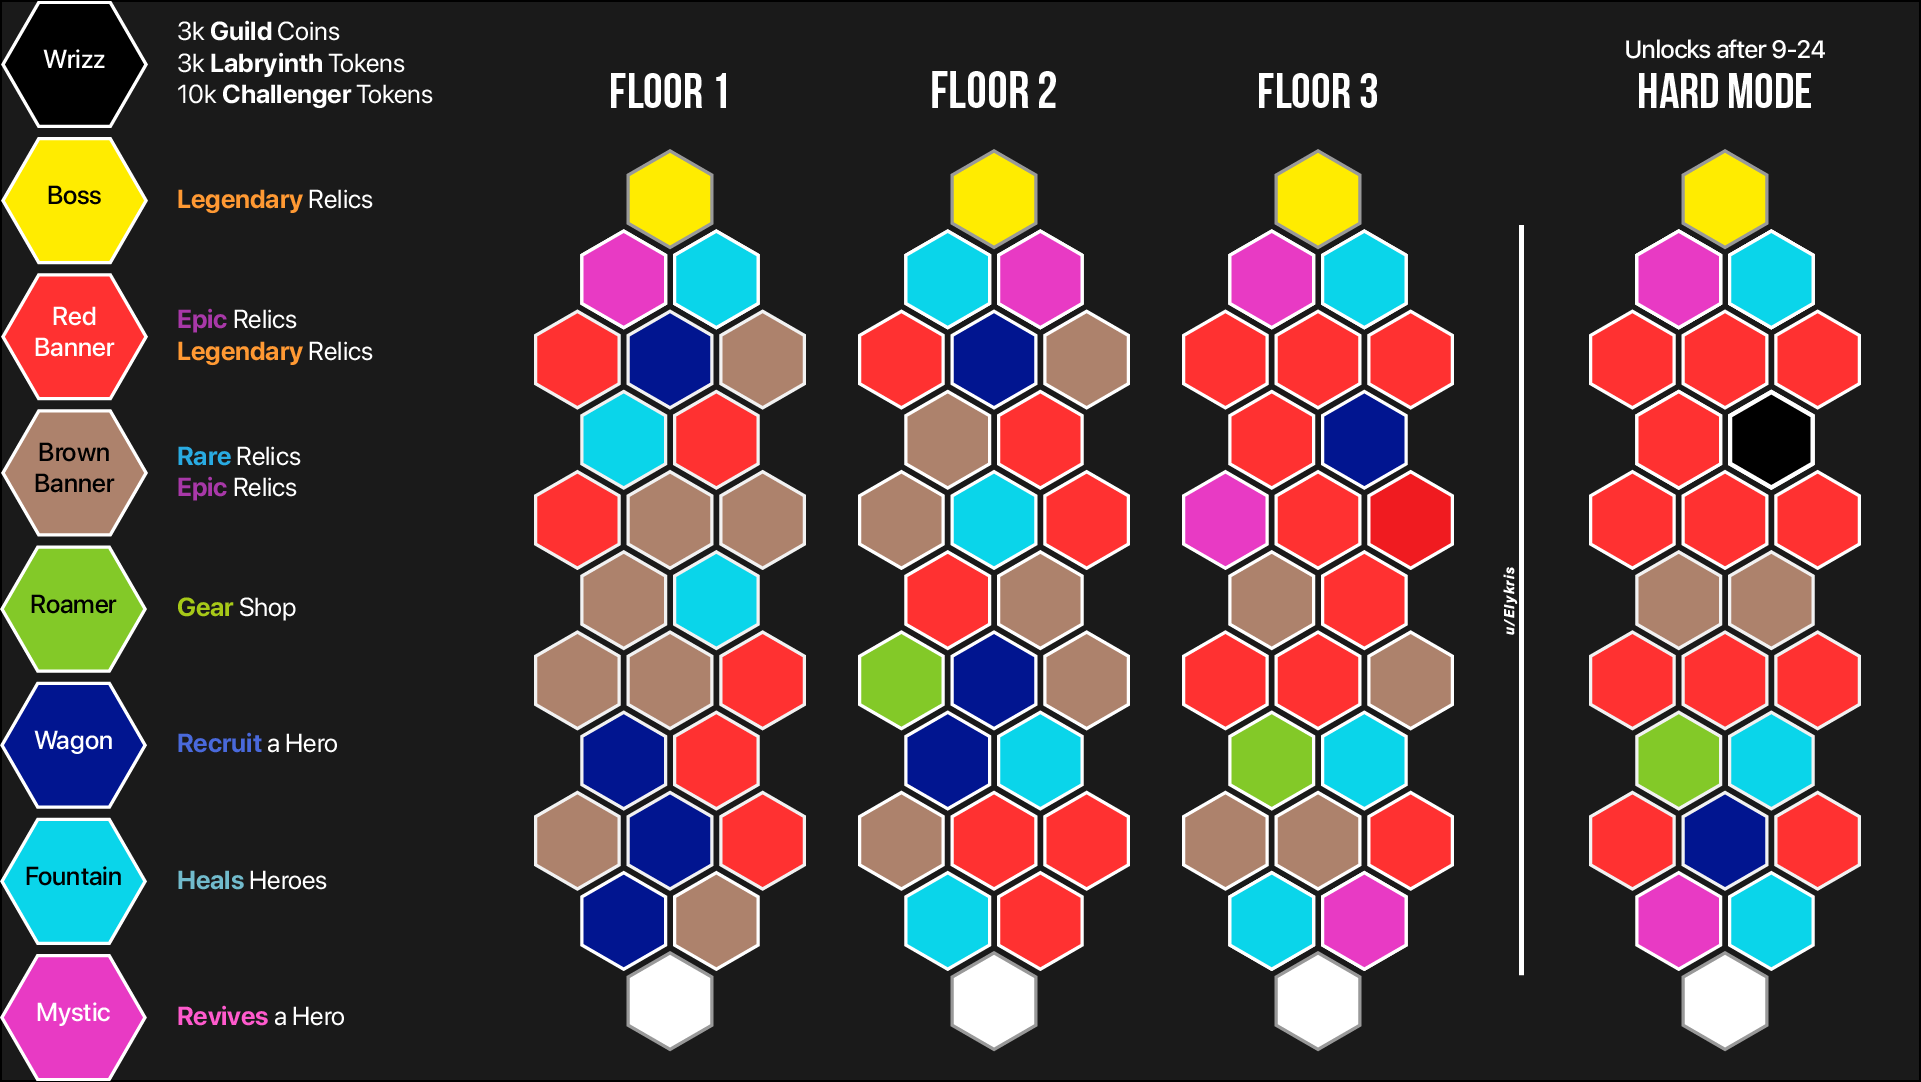 Wrizz
3k Guild Coins
3k Labryinth Tokens
10k Challenger Tokens
FLOOR 1
FLOOR 2
FLOOR 3
Unlocks after 9-24
HARD MODE
Boss
Legendary Relics
Red
Banner
Epic Relics
Legendary Relics
Brown
Banner
Rare Relics
Epic Relics
Roamer
Gear Shop
Wagon
Recruit a Hero
Fountain
Heals Heroes
Mystic
Revives a Hero
u/Elykris